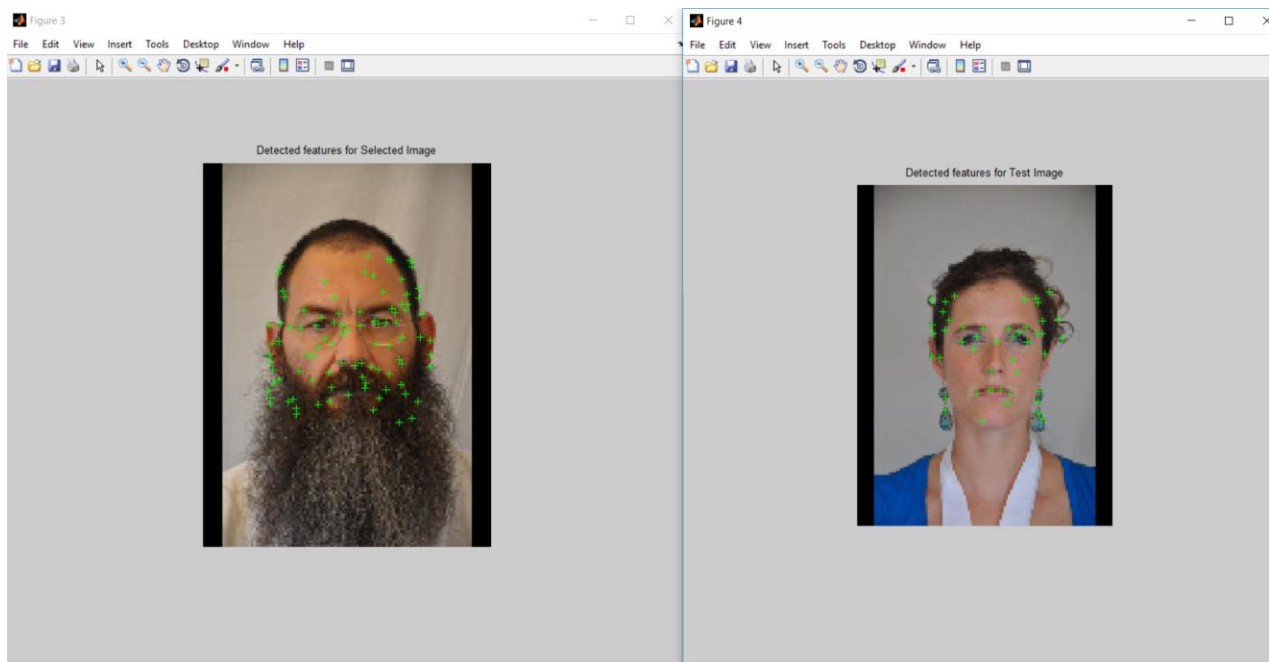 Figure 3
File Edit View Insert Tools Desktop Window Help
Detected features for Selected Image
Figure 4
File Edit View Insert Tools Desktop Window Help
Detected features for Test Image